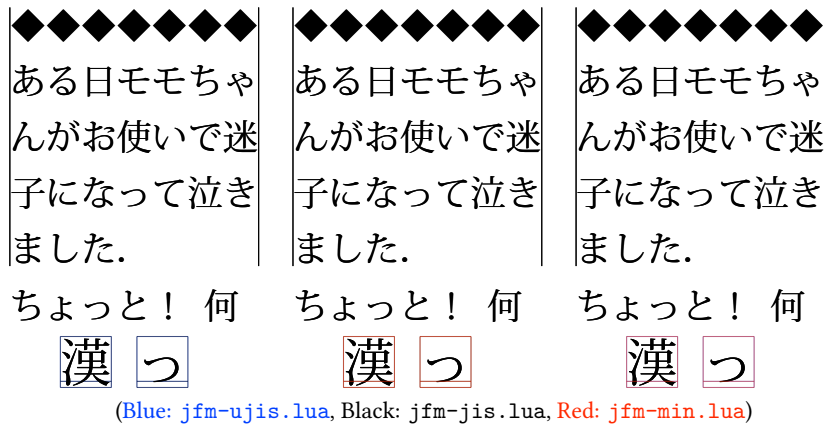 ◆◆◆◆◆◆◆ ◆◆◆◆◆◆◆ ◆◆◆◆◆◆◆
ある日モモちゃ ある日モモちゃ ある日モモちゃ
んがお使いで迷 んがお使いで迷 んがお使いで迷
子になって泣き 子になって泣き 子になって泣き
ました. ました. ました.
ちょっと！ 何 ちょっと！ 何 ちょっと！ 何
漢 っ 漢 っ 漢 っ
(Blue: jfm-ujis.lua, Black: jfm-jis.lua, Red: jfm-min.lua)